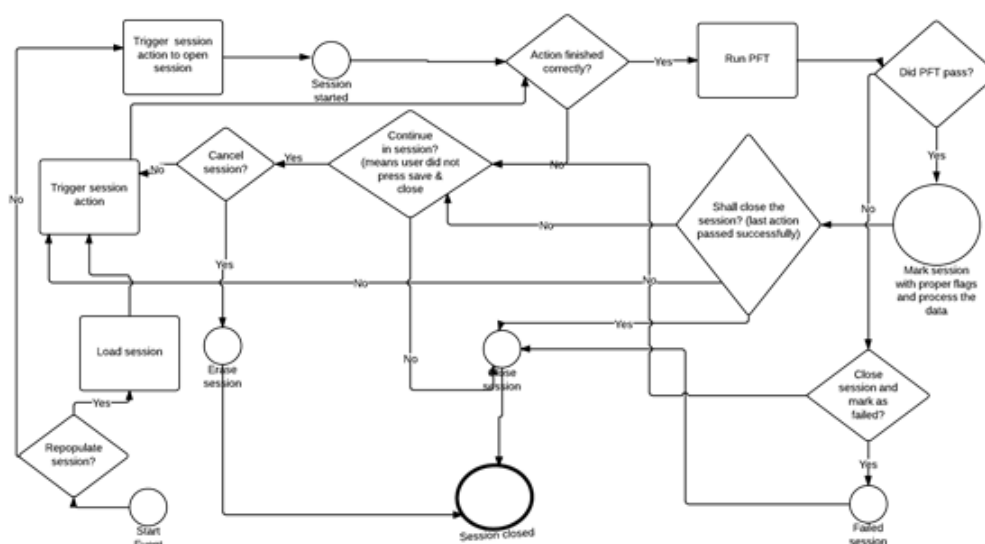 Trigger session
action to open
session
Session
started
Action finished
correctly?
Yes
Run PFT
Did PFT pass?
Yes
No
Mark session
with proper flags
and process the
data
Shall close the
session? (last action
passed successfully)
No
No
Yes
Continue
in session?
(means user did not
press save &
close
No
Yes
No
Cancel
session?
No
Yes
Trigger session
action
No
Load session
Yes
Repopulate
session?
Start
Event
Erase
session
Close
session
No
Close
session and
mark as
failed?
Yes
Failed
session
Session closed